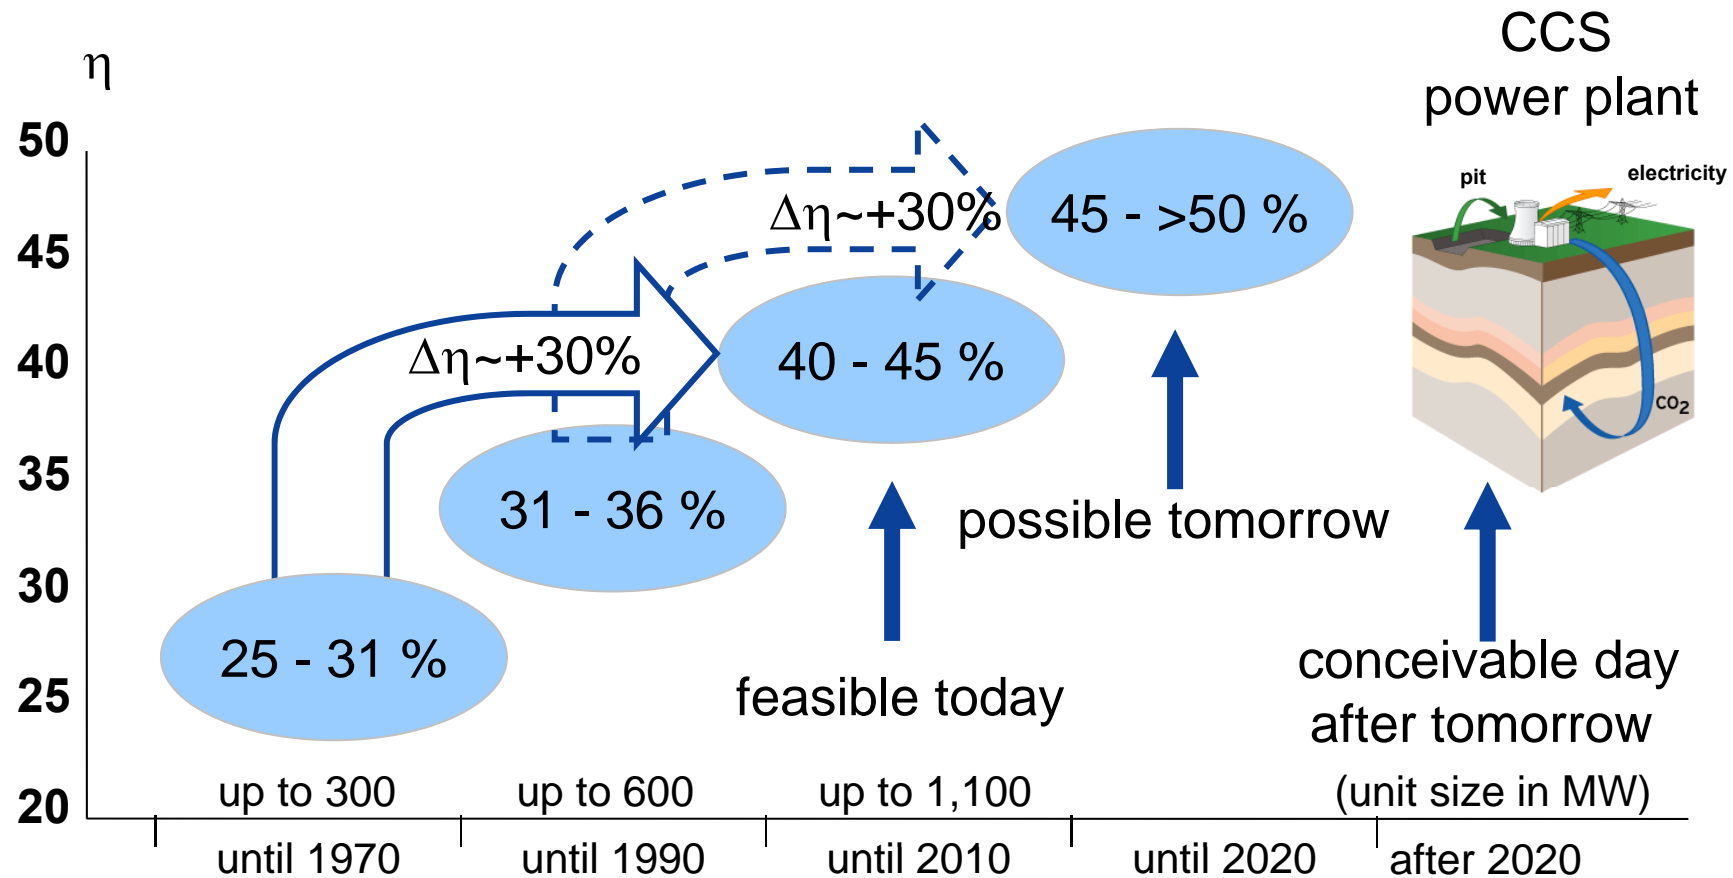 CCS
power plant
η
50
45
40
35
30
25
20
pit
electricity
CO2
Δη~+30%
45 - >50 %
Δη~+30%
40 - 45 %
31 - 36 %
25 - 31 %
possible tomorrow
feasible today
conceivable day
after tomorrow
up to 300
up to 600
up to 1,100
(unit size in MW)
until 1970
until 1990
until 2010
until 2020
after 2020